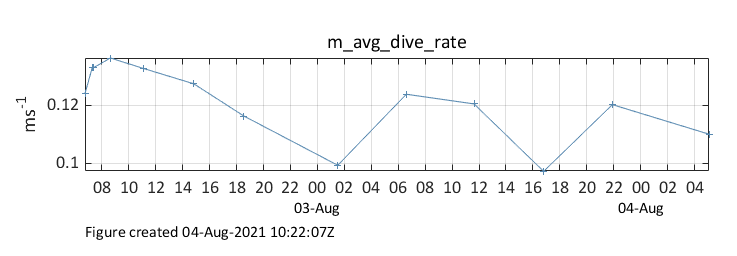 m_avg_dive_rate
ms-1
0.12
0.1
08 10 12 14 16 18 20 22 00 02 04 06 08 10 12 14 16 18 20 22 00 02 04
03-Aug 04-Aug
Figure created 04-Aug-2021 10:22:07Z